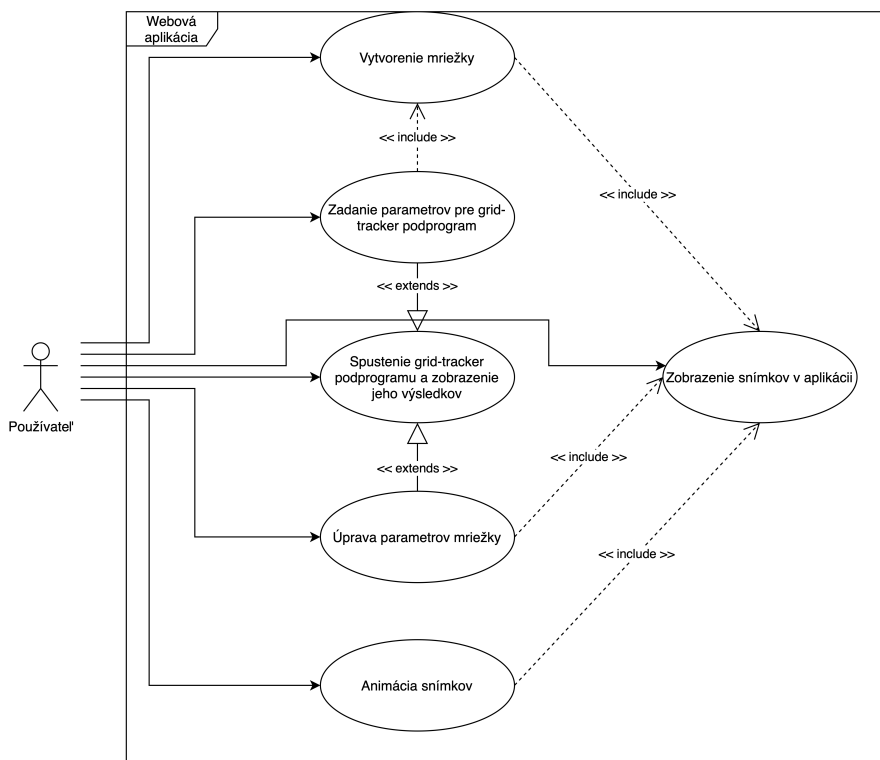 Webová
aplikácia
Vytvorenie mriežky
<< include >>
<< include >>
Zadanie parametrov pre grid-
tracker podprogram
<< extends >>
Spustenie grid-tracker
podprogramu a zobrazenie
jeho výsledkov
Zobrazenie snímkov v aplikácii
Používateľ
<< include >>
<< extends >>
Úprava parametrov mriežky
<< include >>
Animácia snímkov